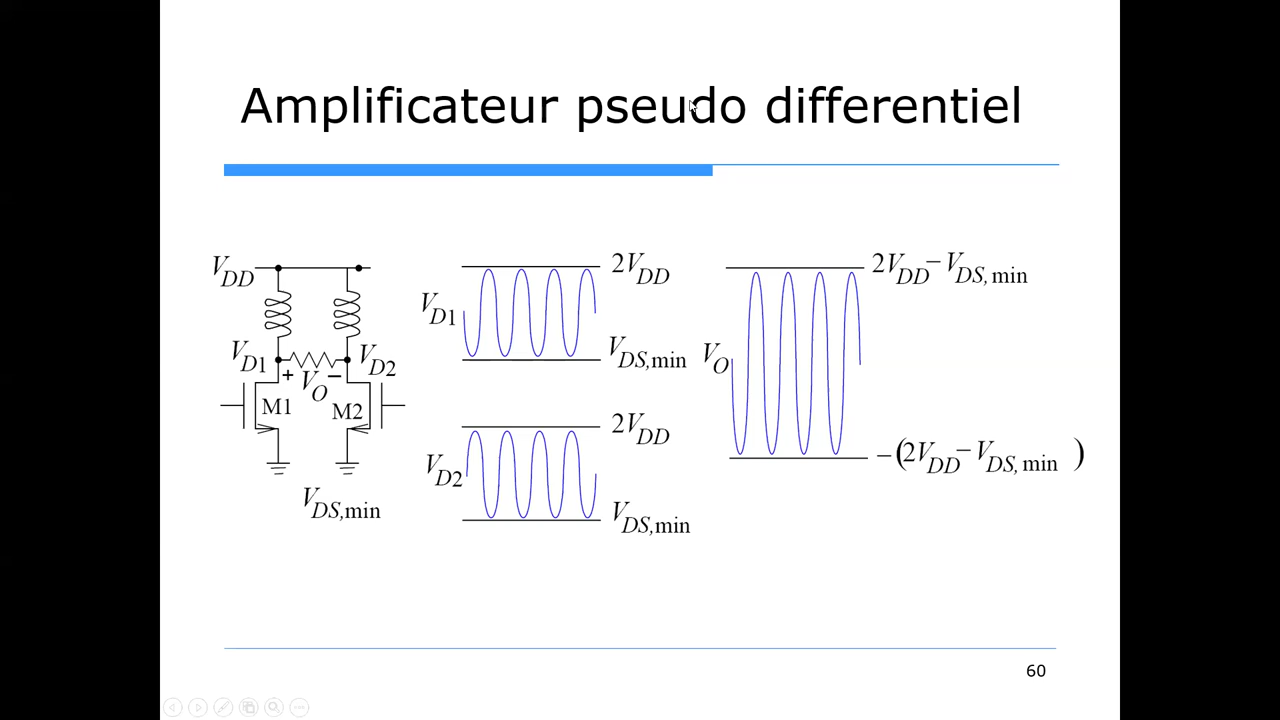 Amplificateur pseudo differentiel
V_DD
V_D1
V_D2
+ V_O −
M1
M2
V_DS,min
V_D1
2V_DD
V_DS,min
V_D2
2V_DD
V_DS,min
V_O
2V_DD − V_DS,min
−(2V_DD − V_DS,min)
60